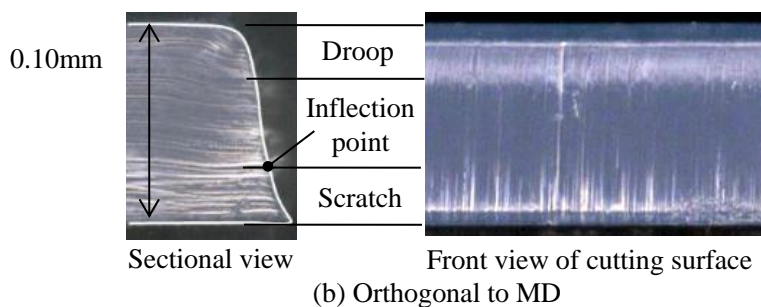 0.10mm
Droop
Inflection
point
Scratch
Sectional view
Front view of cutting surface
(b) Orthogonal to MD